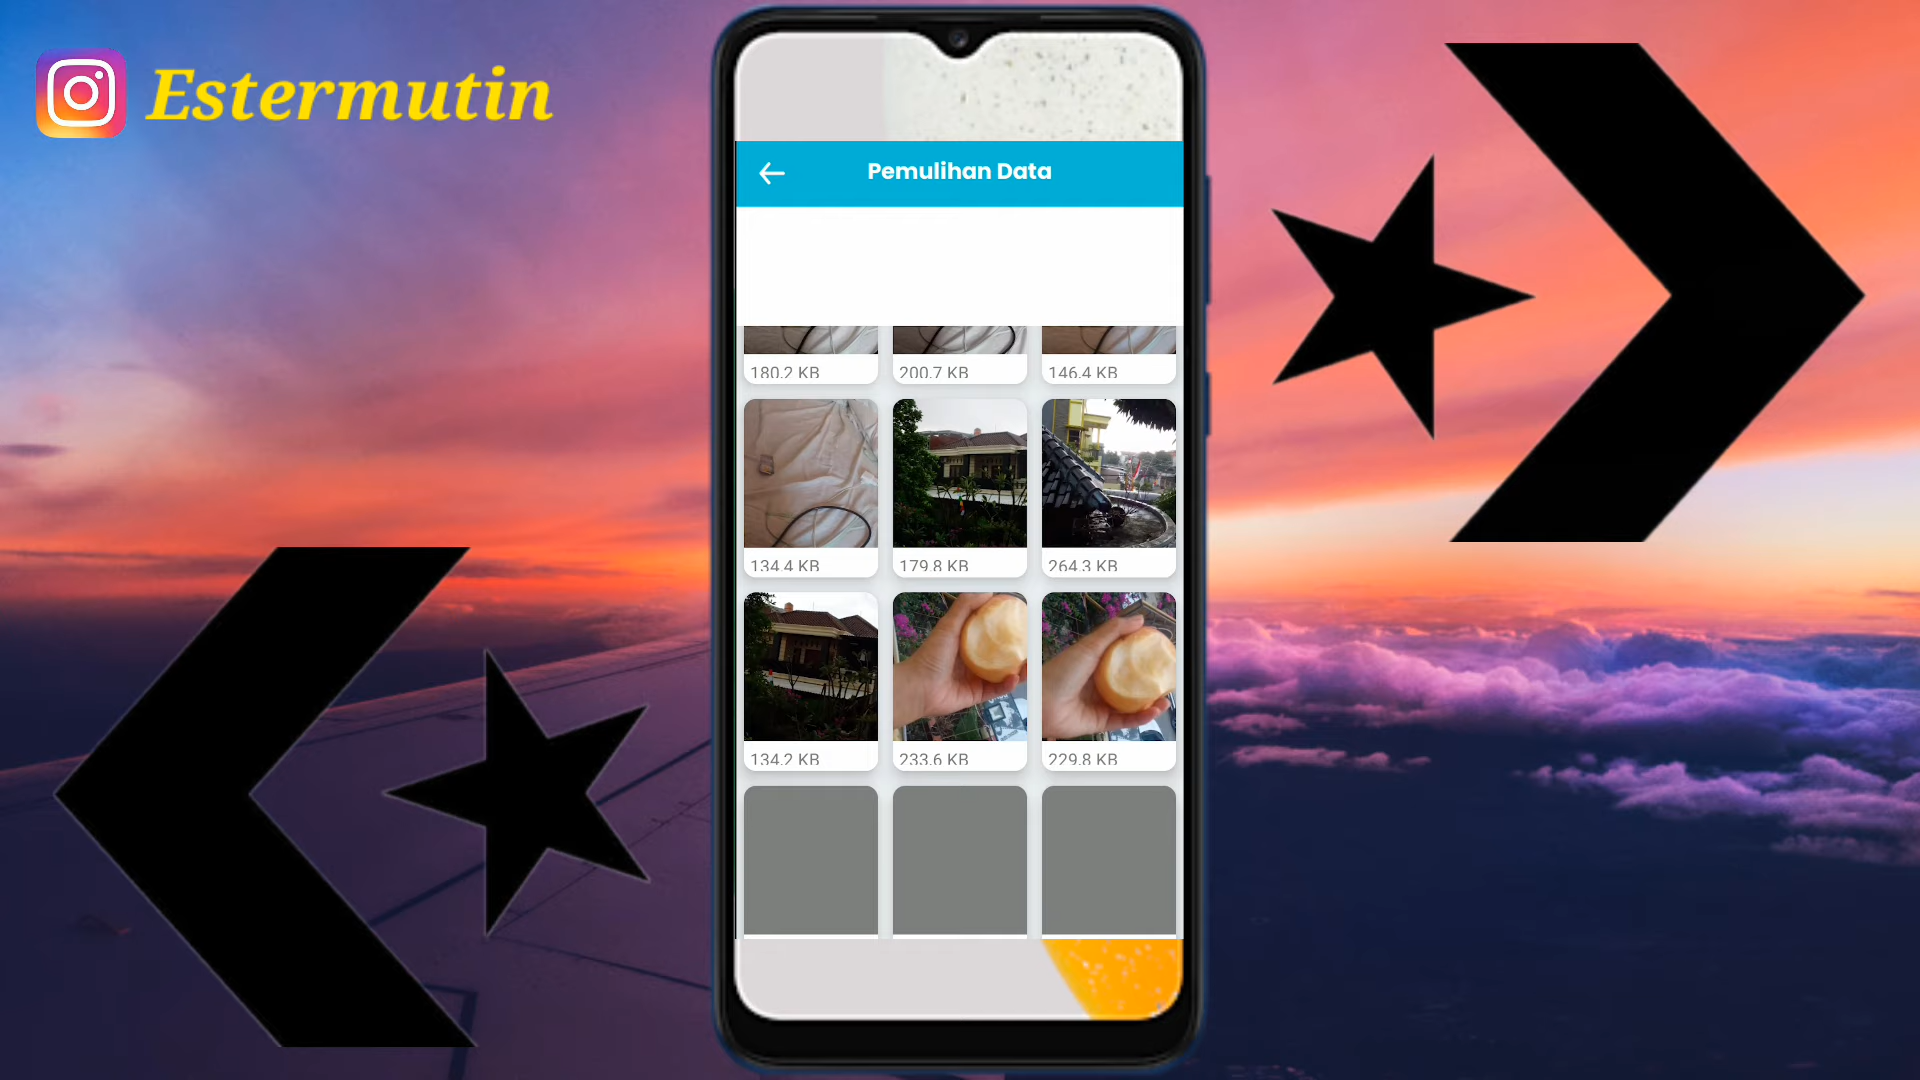 Estermutin
Pemulihan Data
180.2 KB
200.7 KB
146.4 KB
134.4 KB
179.8 KB
264.3 KB
134.2 KB
233.6 KB
229.8 KB